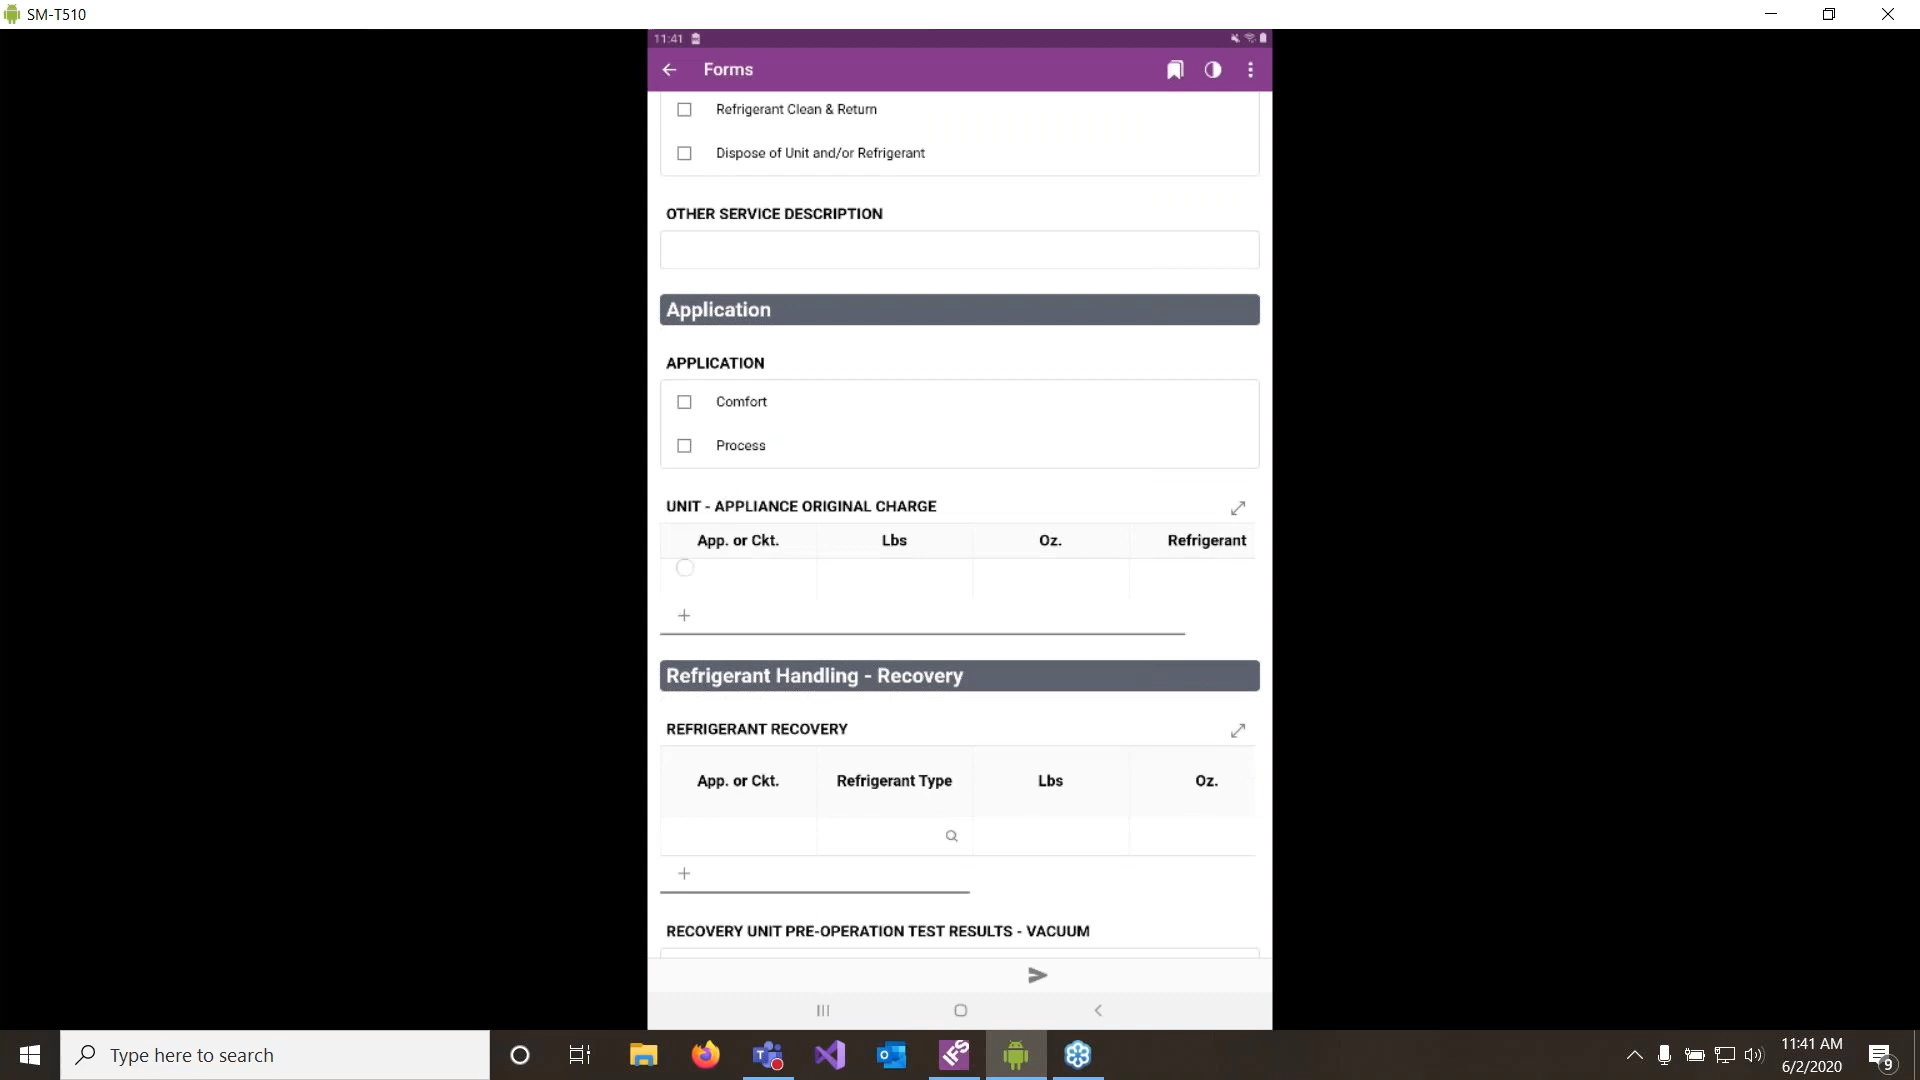 SM-T510
11:41
Forms
Refrigerant Clean & Return
Dispose of Unit and/or Refrigerant
OTHER SERVICE DESCRIPTION
Application
APPLICATION
Comfort
Process
UNIT - APPLIANCE ORIGINAL CHARGE
App. or Ckt. Lbs Oz. Refrigerant
+
Refrigerant Handling - Recovery
REFRIGERANT RECOVERY
App. or Ckt. Refrigerant Type Lbs Oz.
+
RECOVERY UNIT PRE-OPERATION TEST RESULTS - VACUUM
Type here to search
11:41 AM
6/2/2020
9